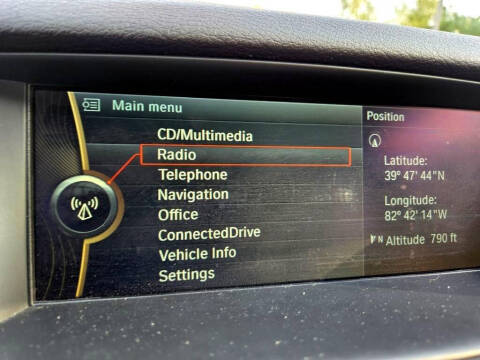 Main menu
CD/Multimedia
Radio
Telephone
Navigation
Office
ConnectedDrive
Vehicle Info
Settings
Position
Latitude:
39° 47' 44"N
Longitude:
82° 42' 14"W
N Altitude 790 ft